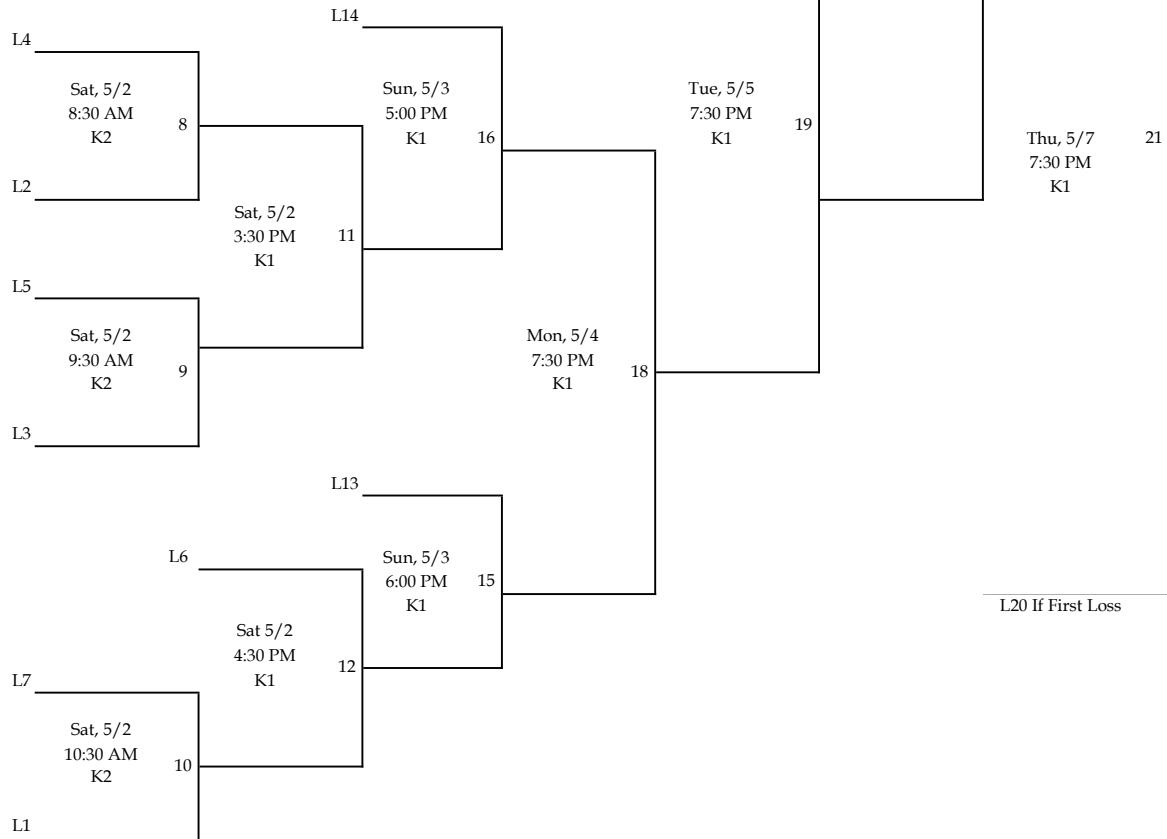 L14
L4
Sat, 5/2
8:30 AM
K2
8
Sun, 5/3
5:00 PM
K1
16
Tue, 5/5
7:30 PM
K1
19
Thu, 5/7
7:30 PM
K1
21
L2
Sat, 5/2
3:30 PM
K1
11
L5
Sat, 5/2
9:30 AM
K2
9
Mon, 5/4
7:30 PM
K1
18
L3
L13
L6
Sun, 5/3
6:00 PM
K1
15
L20 If First Loss
Sat 5/2
4:30 PM
K1
12
L7
Sat, 5/2
10:30 AM
K2
10
L1